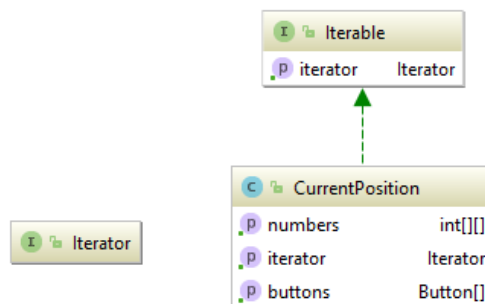 I Iterable
p iterator Iterator
C CurrentPosition
p numbers int[][]
p iterator Iterator
p buttons Button[]
I Iterator